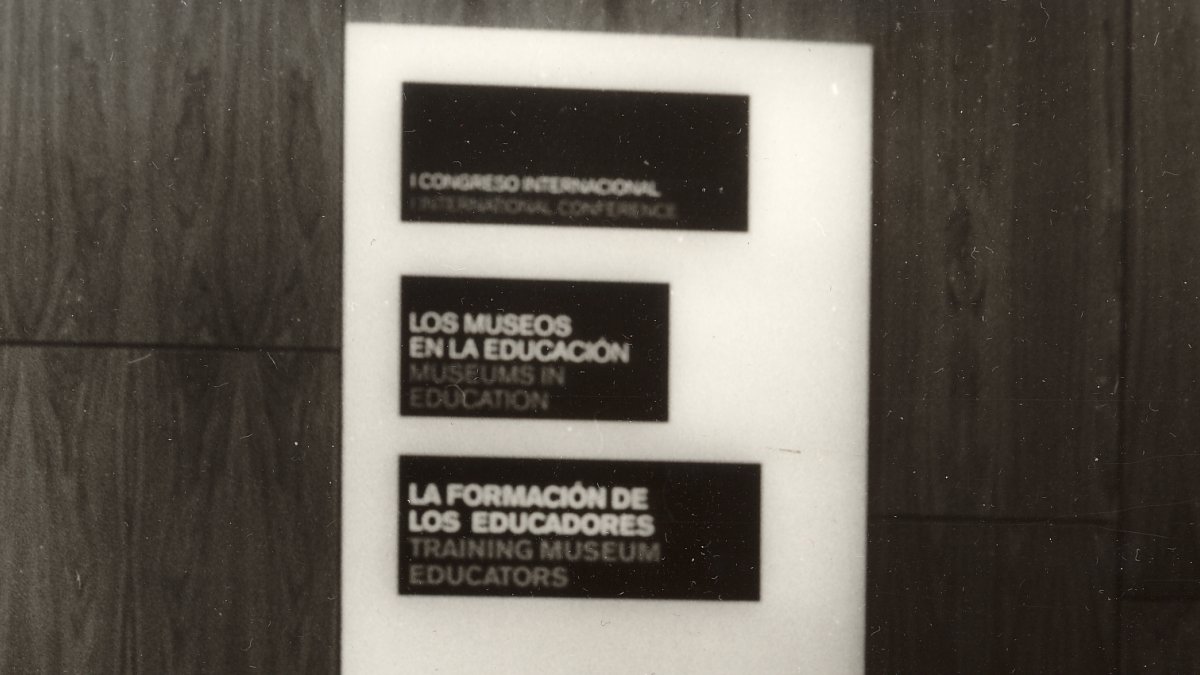 I CONGRESO INTERNACIONAL
I INTERNATIONAL CONFERENCE
LOS MUSEOS
EN LA EDUCACIÓN
MUSEUMS IN
EDUCATION
LA FORMACIÓN DE
LOS EDUCADORES
TRAINING MUSEUM
EDUCATORS